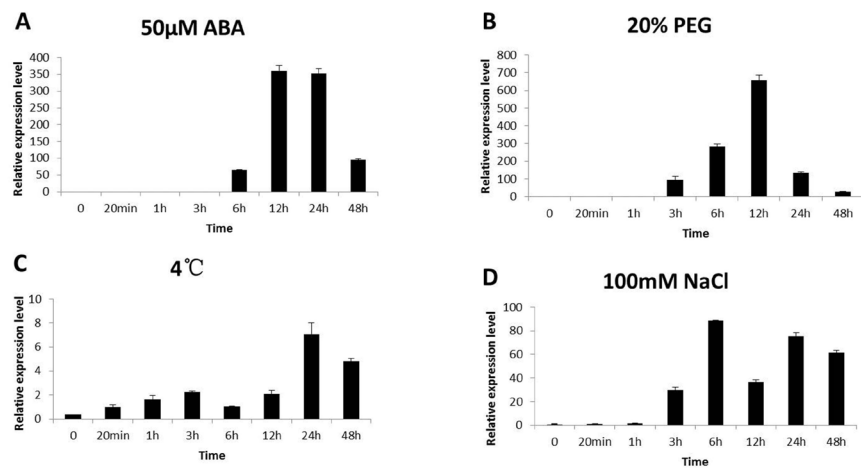 A
50μM ABA
Relative expression level
400
350
300
250
200
150
100
50
0
0 20min 1h 3h 6h 12h 24h 48h
Time
B
20% PEG
Relative expression level
800
700
600
500
400
300
200
100
0
0 20min 1h 3h 6h 12h 24h 48h
Time
C
4℃
Relative expression level
10
8
6
4
2
0
0 20min 1h 3h 6h 12h 24h 48h
Time
D
100mM NaCl
Relative expression level
100
80
60
40
20
0
0 20min 1h 3h 6h 12h 24h 48h
Time